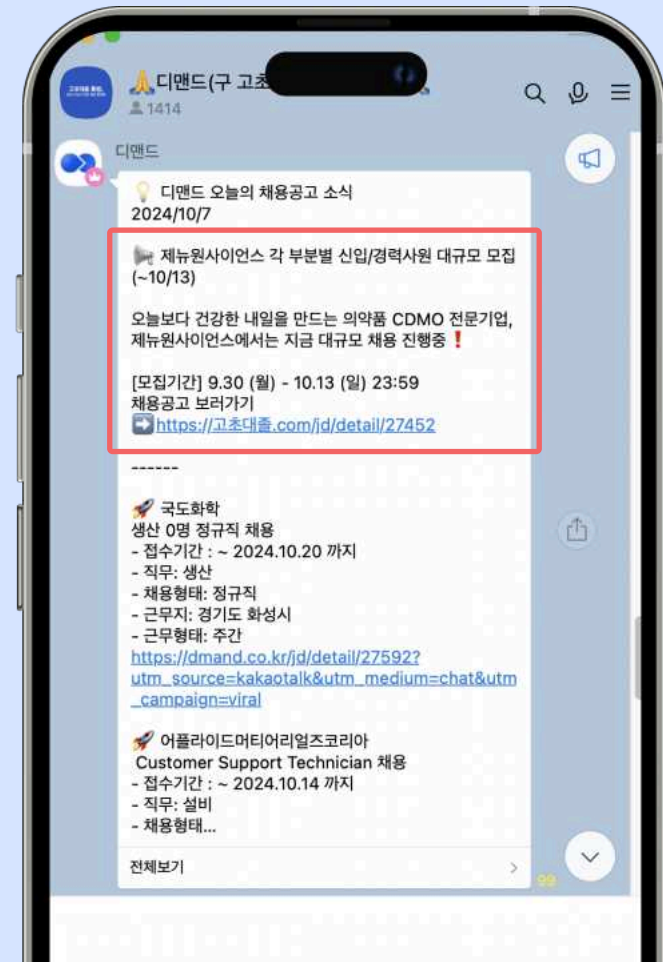 🙏디맨드(구 고초
1414
디맨드
💡 디맨드 오늘의 채용공고 소식
2024/10/7
📢 제뉴원사이언스 각 부분별 신입/경력사원 대규모 모집
(~10/13)
오늘보다 건강한 내일을 만드는 의약품 CDMO 전문기업,
제뉴원사이언스에서는 지금 대규모 채용 진행중❗
[모집기간] 9.30 (월) - 10.13 (일) 23:59
채용공고 보러가기
➡️https://고초대졸.com/jd/detail/27452
------
🚀 국도화학
생산 0명 정규직 채용
- 접수기간 : ~ 2024.10.20 까지
- 직무: 생산
- 채용형태: 정규직
- 근무지: 경기도 화성시
- 근무형태: 주간
https://dmand.co.kr/jd/detail/27592?
utm_source=kakaotalk&utm_medium=chat&utm
_campaign=viral
🚀 어플라이드머티어리얼즈코리아
Customer Support Technician 채용
- 접수기간 : ~ 2024.10.14 까지
- 직무: 설비
- 채용형태...
전체보기
99